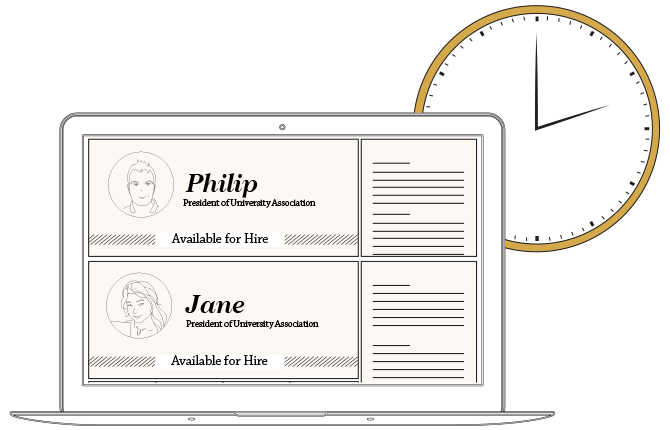 Philip
President of University Association
Available for Hire
Jane
President of University Association
Available for Hire